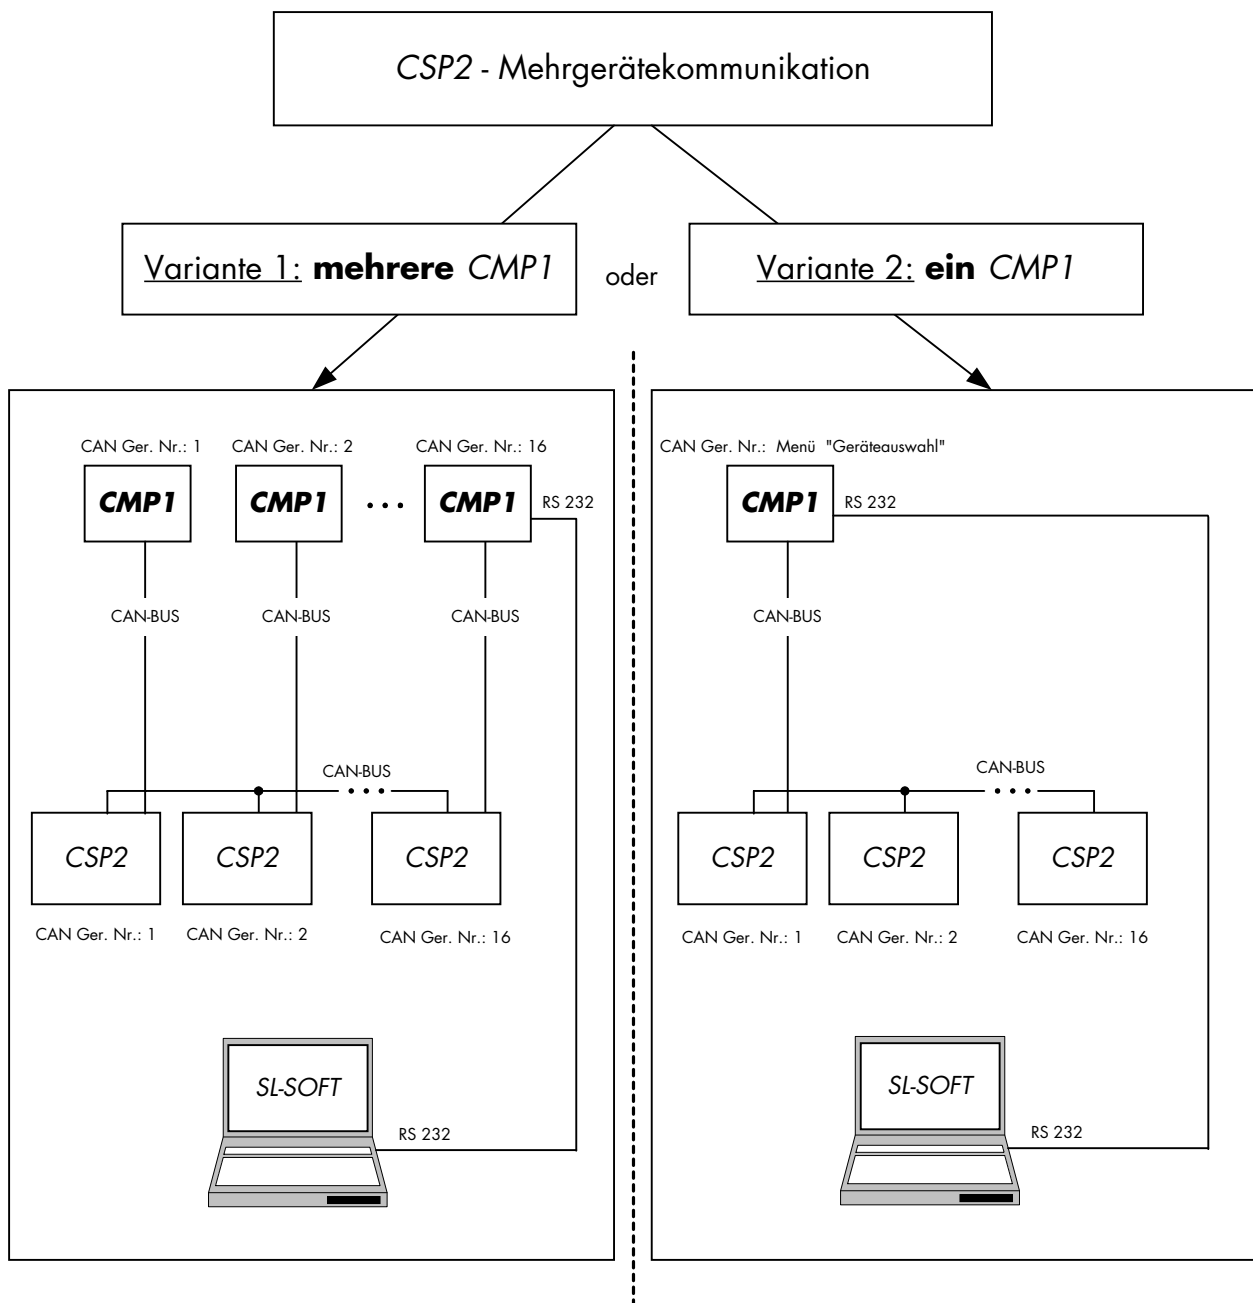 CSP2 - Mehrgerätekommunikation
Variante 1: mehrere CMP1
oder
Variante 2: ein CMP1
CAN Ger. Nr.: 1
CAN Ger. Nr.: 2
CAN Ger. Nr.: 16
CMP1
CMP1
...
CMP1
RS 232
CAN-BUS
CAN-BUS
CAN-BUS
CAN-BUS
...
CSP2
CSP2
CSP2
CAN Ger. Nr.: 1
CAN Ger. Nr.: 2
CAN Ger. Nr.: 16
SL-SOFT
RS 232
CAN Ger. Nr.: Menü "Geräteauswahl"
CMP1
RS 232
CAN-BUS
CAN-BUS
...
CSP2
CSP2
CSP2
CAN Ger. Nr.: 1
CAN Ger. Nr.: 2
CAN Ger. Nr.: 16
SL-SOFT
RS 232